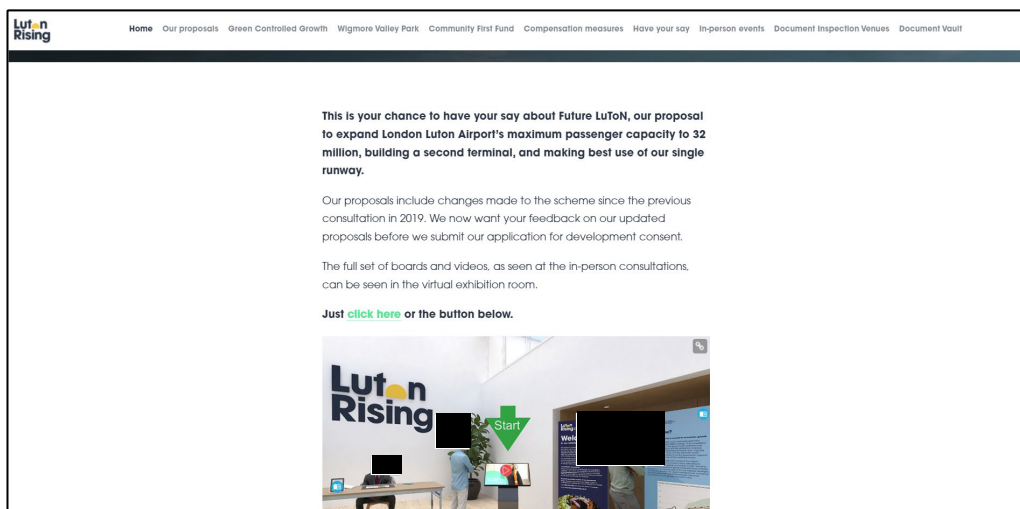 Luton
Rising
Home Our proposals Green Controlled Growth Wigmore Valley Park Community First Fund Compensation measures Have your say In-person events Document Inspection Venues Document Vault
This is your chance to have your say about Future LuToN, our proposal
to expand London Luton Airport's maximum passenger capacity to 32
million, building a second terminal, and making best use of our single
runway.
Our proposals include changes made to the scheme since the previous
consultation in 2019. We now want your feedback on our updated
proposals before we submit our application for development consent.
The full set of boards and videos, as seen at the in-person consultations,
can be seen in the virtual exhibition room.
Just click here or the button below.
Luton
Rising
Start